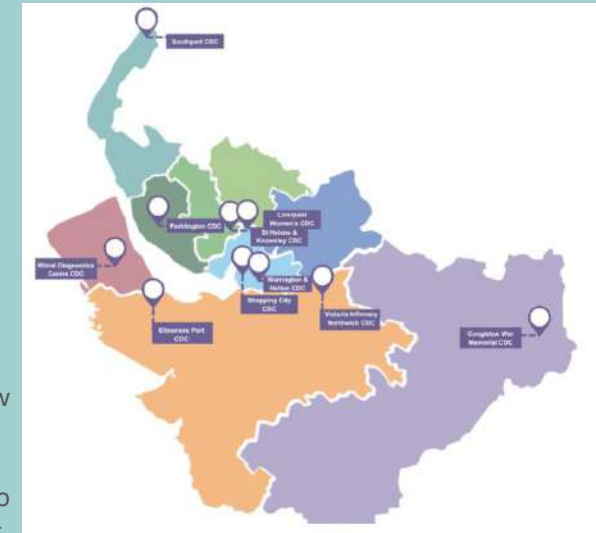 Southport CDC
Paddington CDC
Liverpool
Women's CDC
St Helens &
Knowsley CDC
Wirral Diagnostics
Centre CDC
Warrington &
Halton CDC
Shopping City
CDC
Ellesmere Port
CDC
Victoria Infirmary
Northwich CDC
Congleton War
Memorial CDC
w
o